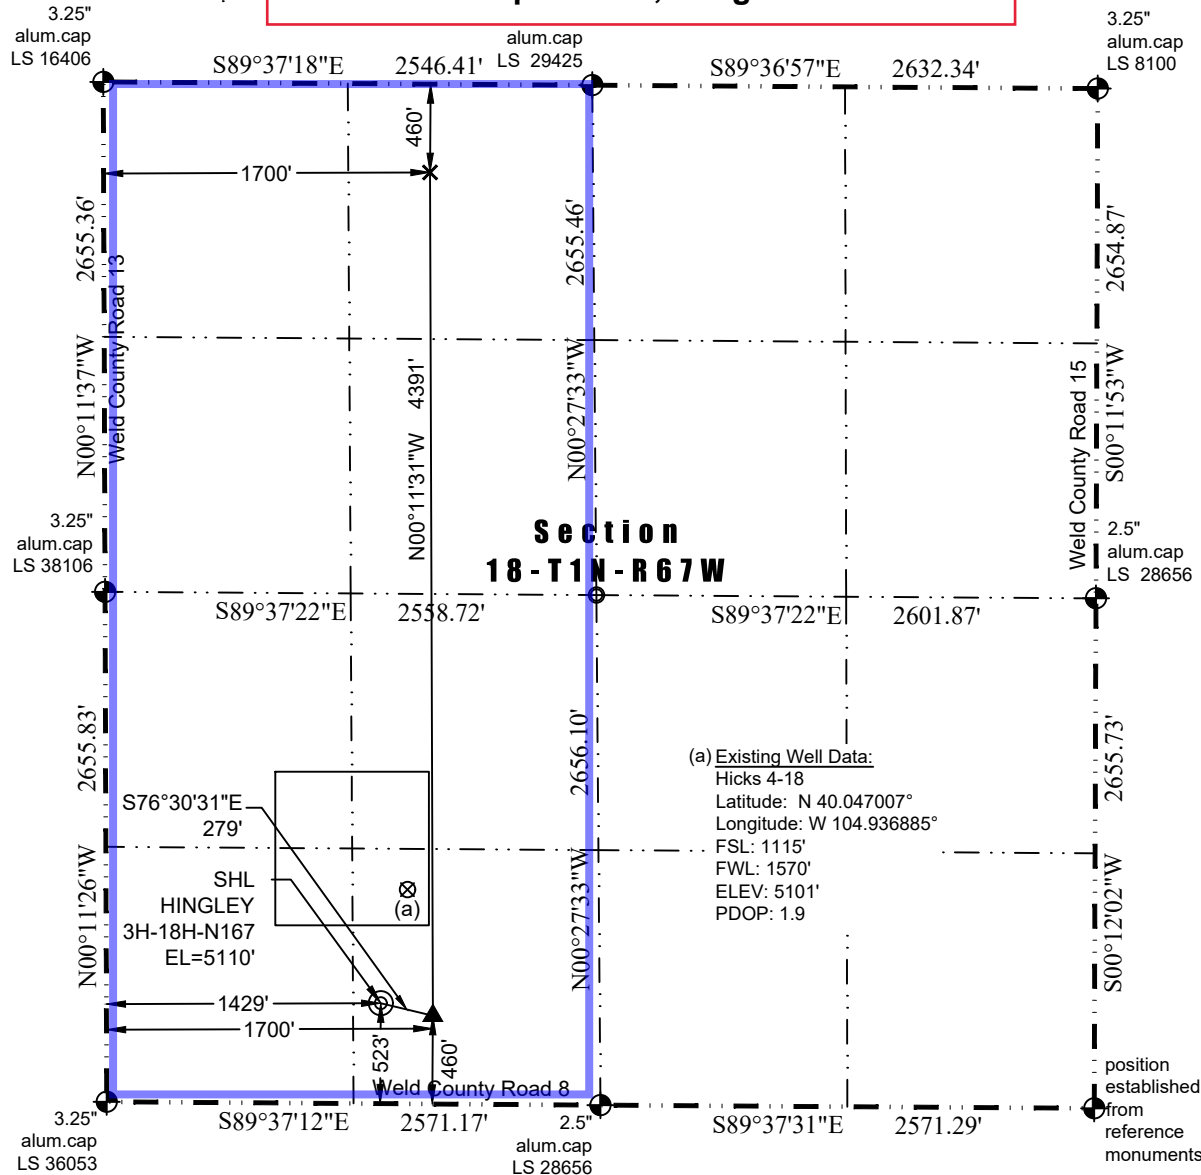 3.25"
alum.cap
LS 16406
alum.cap
LS 29425
3.25"
alum.cap
LS 8100
S89°37'18"E 2546.41'
S89°36'57"E 2632.34'
460'
1700'
2655.36'
Weld County Road 13
N00°11'37"W
2655.46'
N00°27'33"W
2654.87'
Weld County Road 15
S00°11'53"W
N00°11'31"W 4391'
Section
18-T1N-R67W
3.25"
alum.cap
LS 38106
2.5"
alum.cap
LS 28656
S89°37'22"E 2558.72'
S89°37'22"E 2601.87'
2655.83'
N00°11'26"W
2656.10'
N00°27'33"W
2655.73'
S00°12'02"W
S76°30'31"E
279'
SHL
HINGLEY
3H-18H-N167
EL=5110'
(a)
(a) Existing Well Data:
Hicks 4-18
Latitude: N 40.047007°
Longitude: W 104.936885°
FSL: 1115'
FWL: 1570'
ELEV: 5101'
PDOP: 1.9
1429'
1700'
523'
460'
Weld County Road 8
S89°37'12"E 2571.17'
S89°37'31"E 2571.29'
3.25"
alum.cap
LS 36053
2.5"
alum.cap
LS 28656
position
established
from
reference
monuments